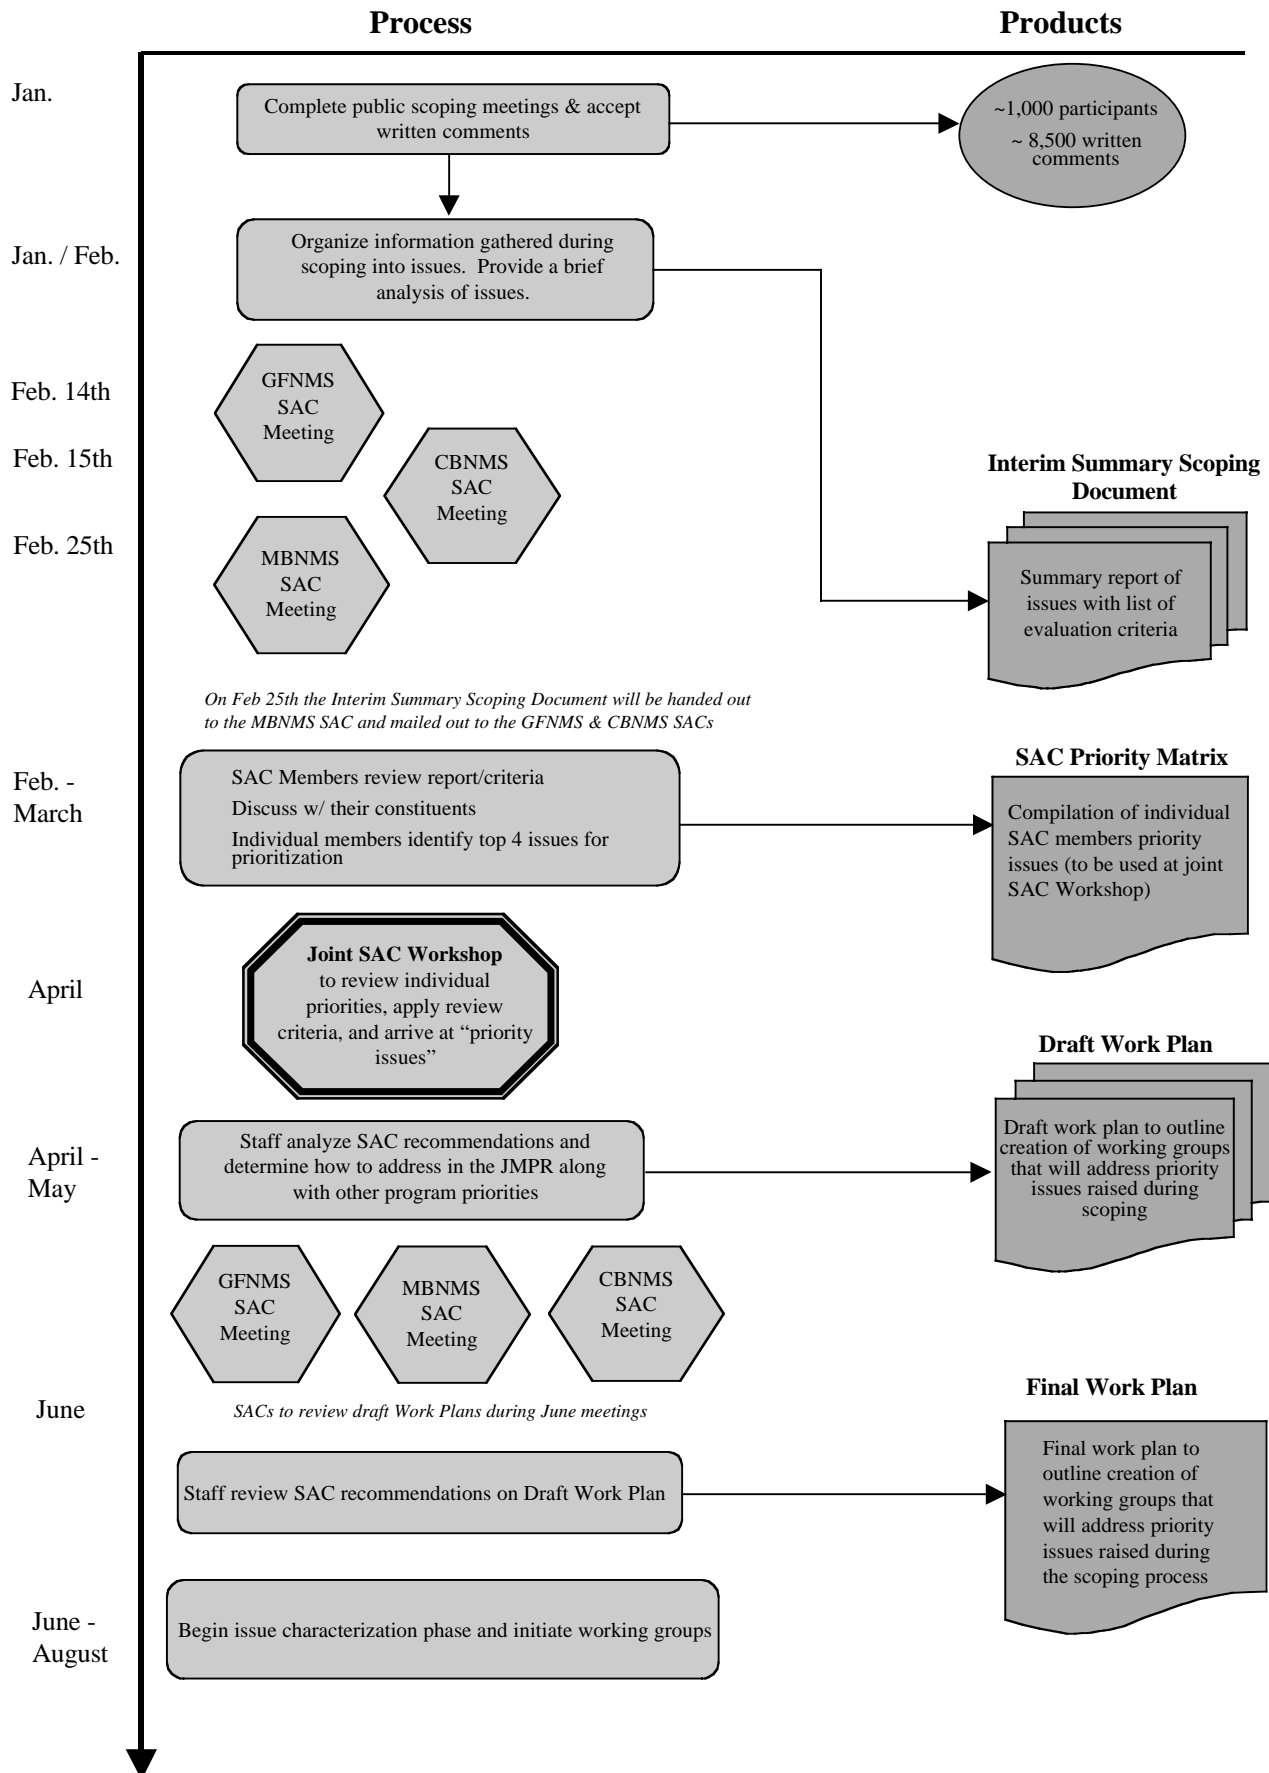 Process
Products
Jan.
Complete public scoping meetings & accept
written comments
~1,000 participants
~ 8,500 written
comments
Jan. / Feb.
Organize information gathered during
scoping into issues.  Provide a brief
analysis of issues.
Feb. 14th
GFNMS
SAC
Meeting
Feb. 15th
CBNMS
SAC
Meeting
Feb. 25th
MBNMS
SAC
Meeting
Interim Summary Scoping
Document
Summary report of
issues with list of
evaluation criteria
On Feb 25th the Interim Summary Scoping Document will be handed out
to the MBNMS SAC and mailed out to the GFNMS & CBNMS SACs
Feb. -
March
SAC Members review report/criteria
Discuss w/ their constituents
Individual members identify top 4 issues for
prioritization
SAC Priority Matrix
Compilation of individual
SAC members priority
issues (to be used at joint
SAC Workshop)
April
Joint SAC Workshop
to review individual
priorities, apply review
criteria, and arrive at “priority
issues”
Draft Work Plan
Draft work plan to outline
creation of working groups
that will address priority
issues raised during
scoping
April -
May
Staff analyze SAC recommendations and
determine how to address in the JMPR along
with other program priorities
GFNMS
SAC
Meeting
MBNMS
SAC
Meeting
CBNMS
SAC
Meeting
June
SACs to review draft Work Plans during June meetings
Final Work Plan
Final work plan to
outline creation of
working groups that
will address priority
issues raised during
the scoping process
Staff review SAC recommendations on Draft Work Plan
June -
August
Begin issue characterization phase and initiate working groups